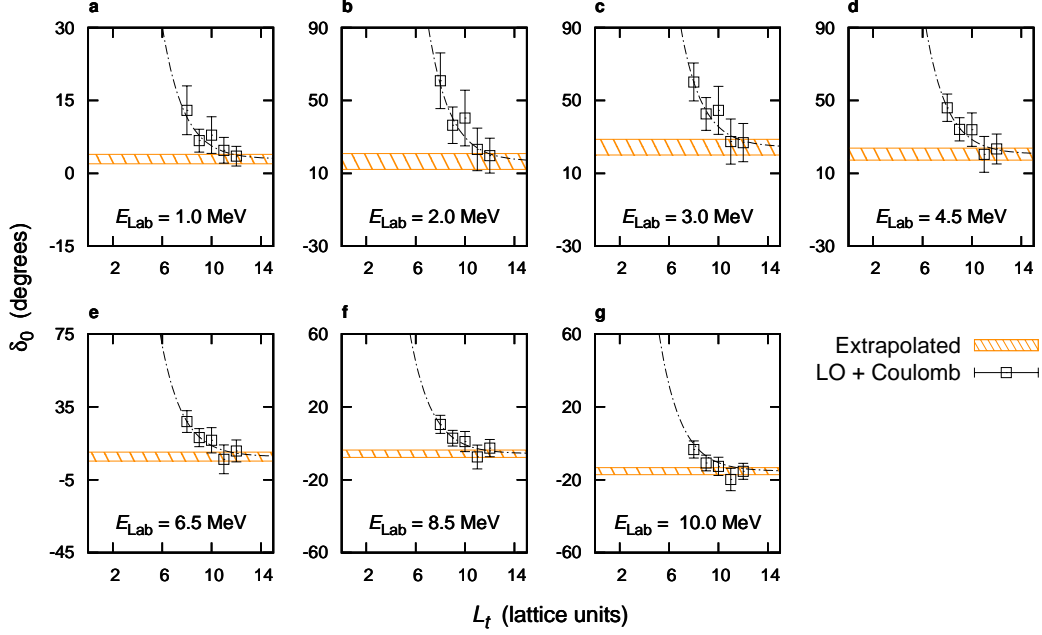 a b c d
30 90 90 90
15 50 50 50
0 10 10 10
E_Lab = 1.0 MeV E_Lab = 2.0 MeV E_Lab = 3.0 MeV E_Lab = 4.5 MeV
-15 -30 -30 -30
2 6 10 14 2 6 10 14 2 6 10 14 2 6 10 14
δ₀ (degrees)
e f g
75 60 60
Extrapolated
LO + Coulomb
35 20 20
-5 -20 -20
E_Lab = 6.5 MeV E_Lab = 8.5 MeV E_Lab = 10.0 MeV
-45 -60 -60
2 6 10 14 2 6 10 14 2 6 10 14
L_t (lattice units)